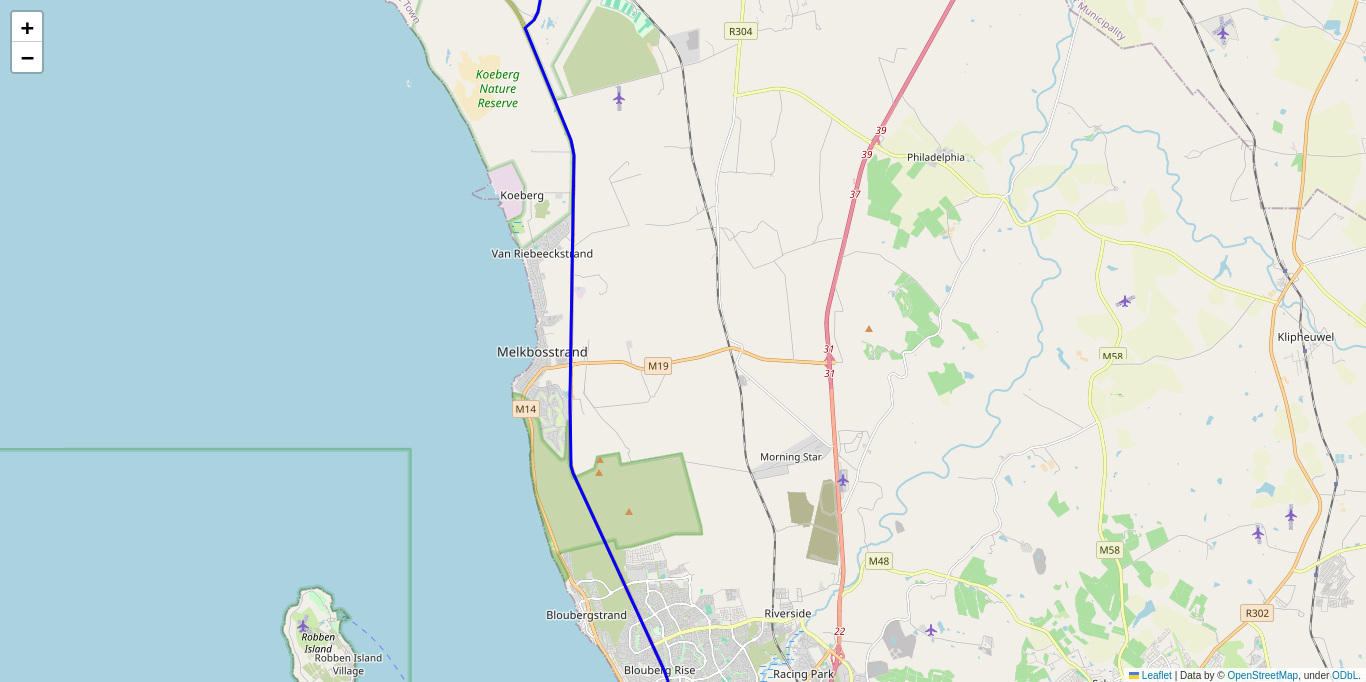 +
−
Town
Municipality
R304
Koeberg
Nature
Reserve
39
39
Philadelphia
37
Koeberg
Van Riebeeckstrand
Klipheuwel
31
Melkbosstrand
M58
M19
31
M14
Morning Star
M58
M48
R302
Bloubergstrand
Riverside
22
Robben
Island
Robben Island
Village
Blouberg Rise
Racing Park
Leaflet | Data by © OpenStreetMap, under ODbL.